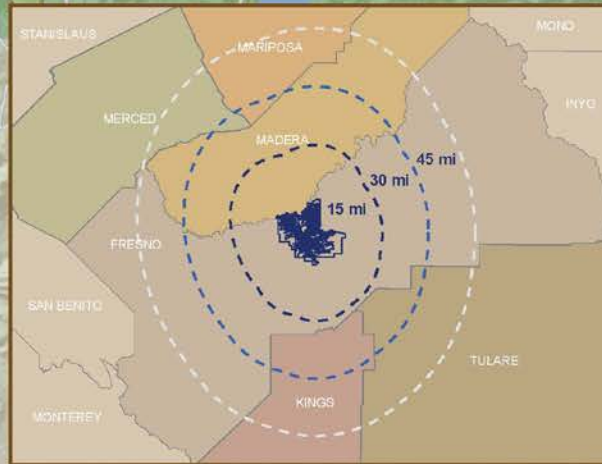 STANISLAUS
MONO
MARIPOSA
INYO
MERCED
MADERA
45 mi
30 mi
15 mi
FRESNO
SAN BENITO
TULARE
KINGS
MONTEREY